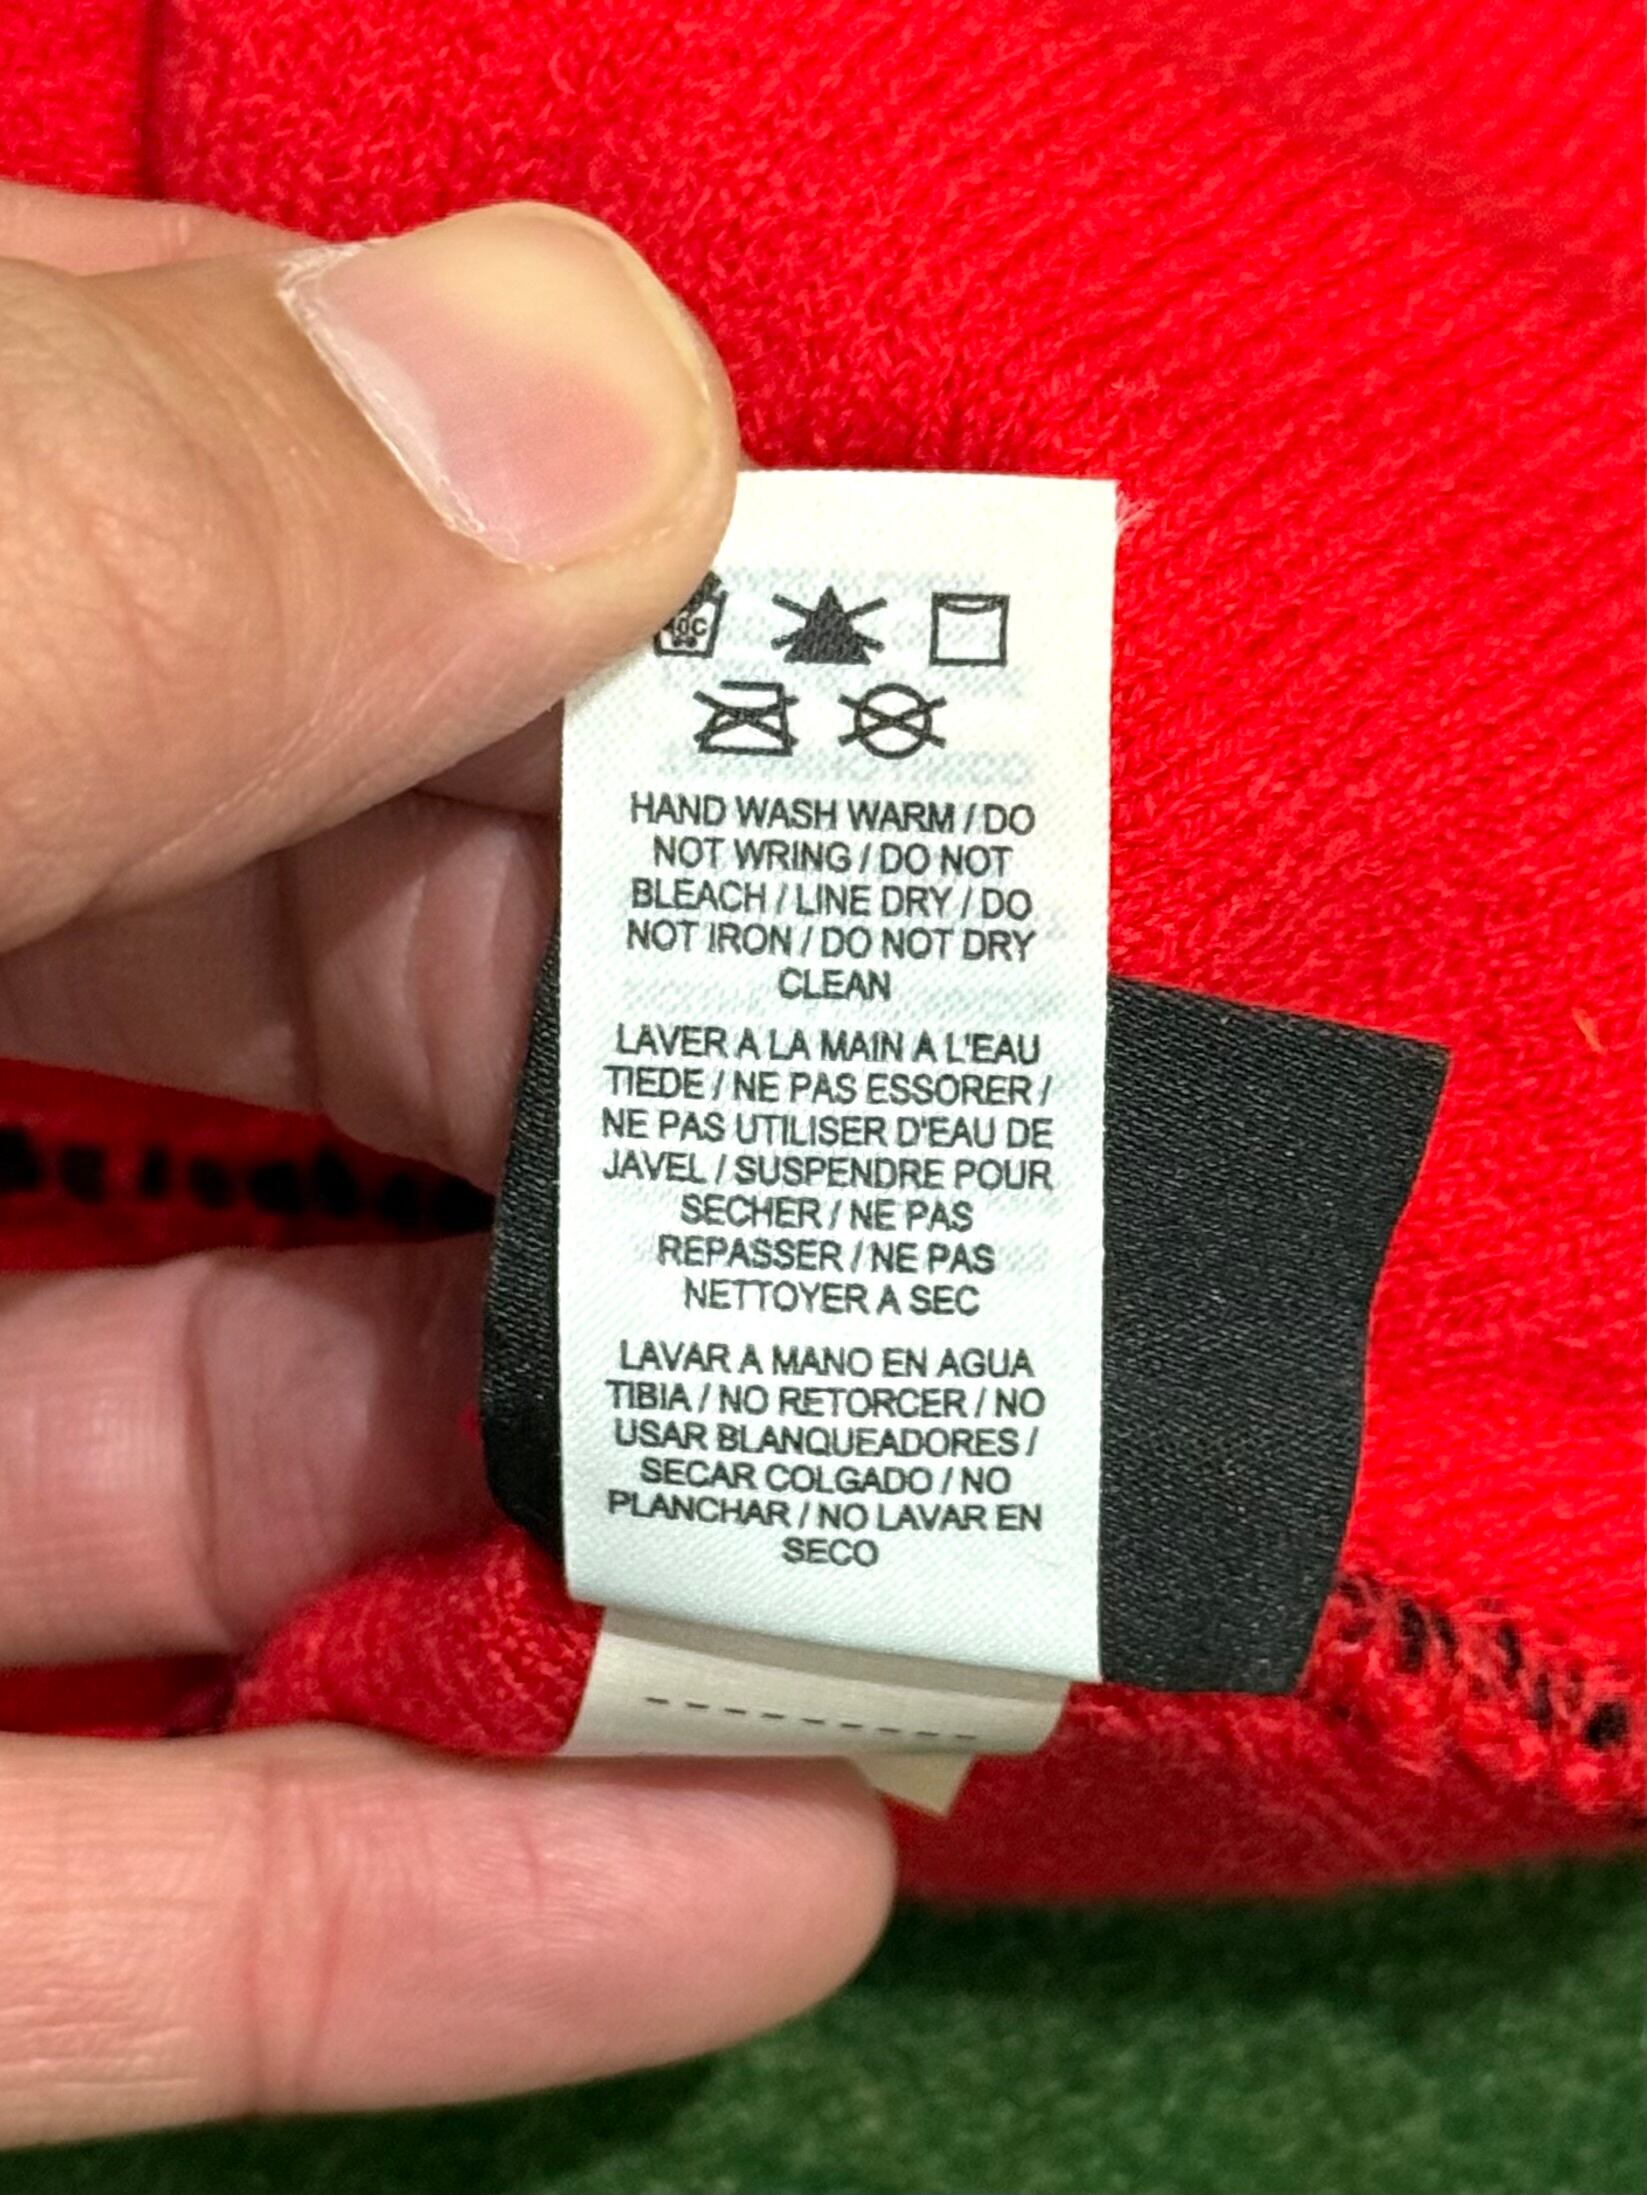 40C
HAND WASH WARM / DO
NOT WRING / DO NOT
BLEACH / LINE DRY / DO
NOT IRON / DO NOT DRY
CLEAN
LAVER A LA MAIN A L'EAU
TIEDE / NE PAS ESSORER /
NE PAS UTILISER D'EAU DE
JAVEL / SUSPENDRE POUR
SECHER / NE PAS
REPASSER / NE PAS
NETTOYER A SEC
LAVAR A MANO EN AGUA
TIBIA / NO RETORCER / NO
USAR BLANQUEADORES /
SECAR COLGADO / NO
PLANCHAR / NO LAVAR EN
SECO